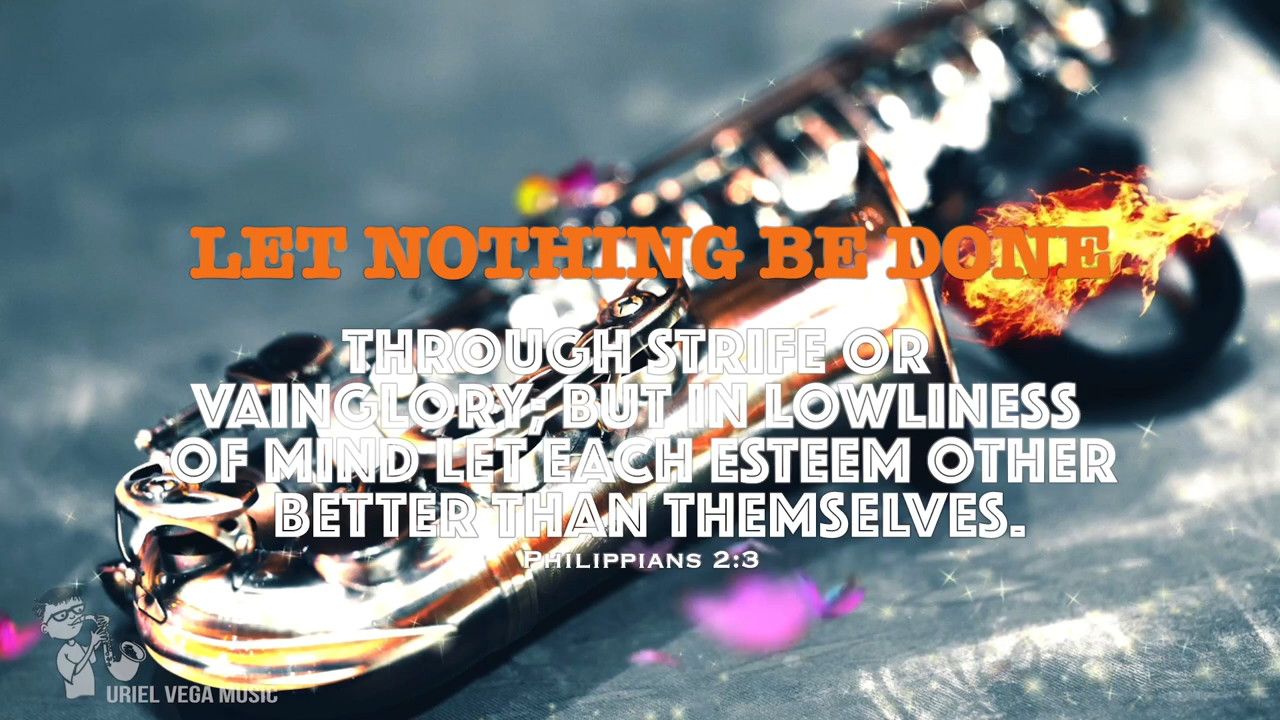 LET NOTHING BE DONE
THROUGH STRIFE OR
VAINGLORY; BUT IN LOWLINESS
OF MIND LET EACH ESTEEM OTHER
BETTER THAN THEMSELVES.
PHILIPPIANS 2:3
URIEL VEGA MUSIC